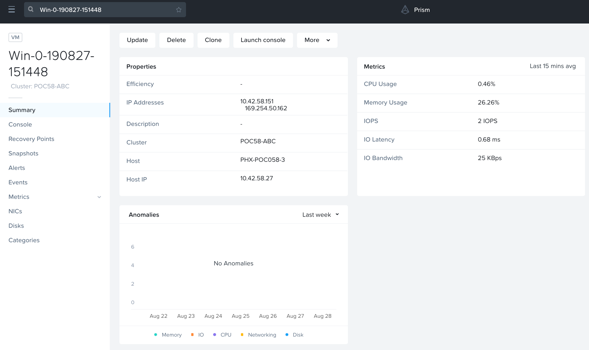 Win-0-190827-151448
Prism
VM
Win-0-190827-
151448
Cluster: POC58-ABC
Summary
Console
Recovery Points
Snapshots
Alerts
Events
Metrics
NICs
Disks
Categories
Update Delete Clone Launch console More
Properties
Efficiency -
IP Addresses 10.42.58.151
169.254.50.162
Description -
Cluster POC58-ABC
Host PHX-POC058-3
Host IP 10.42.58.27
Metrics Last 15 mins avg
CPU Usage 0.46%
Memory Usage 26.26%
IOPS 2 IOPS
IO Latency 0.68 ms
IO Bandwidth 25 KBps
Anomalies Last week
6
4
2
0
No Anomalies
Aug 22 Aug 23 Aug 24 Aug 25 Aug 26 Aug 27 Aug 28
Memory IO CPU Networking Disk